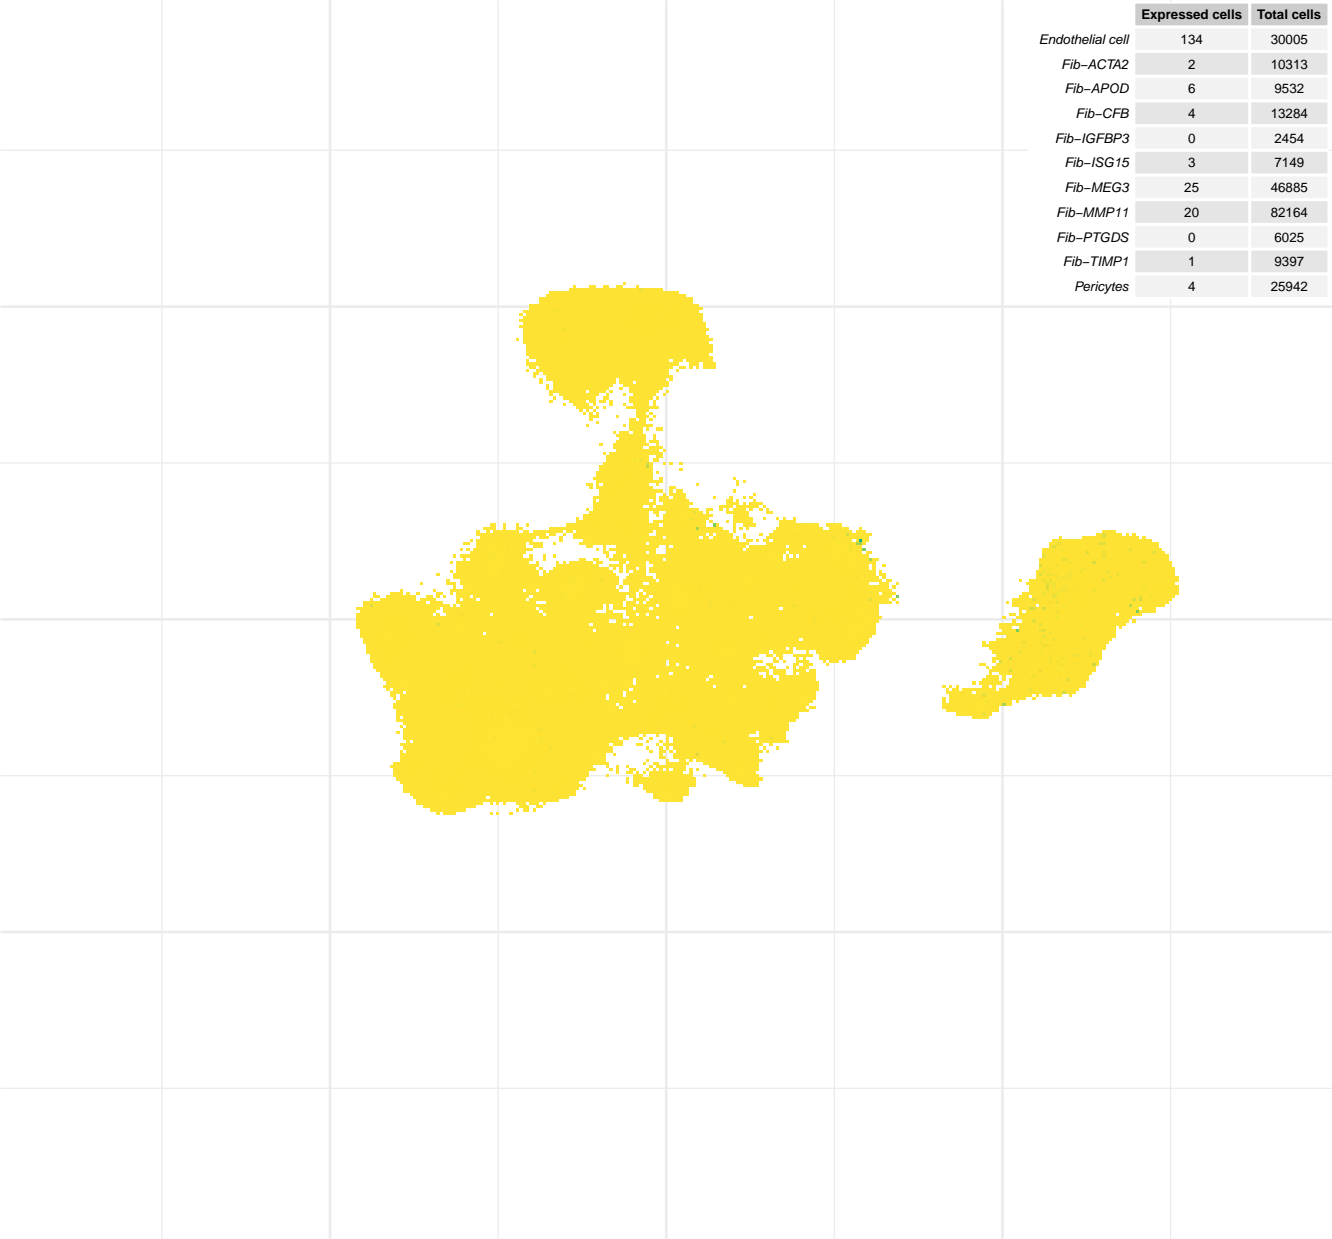 Expressed cells Total cells
Endothelial cell 134 30005
Fib−ACTA2 2 10313
Fib−APOD 6 9532
Fib−CFB 4 13284
Fib−IGFBP3 0 2454
Fib−ISG15 3 7149
Fib−MEG3 25 46885
Fib−MMP11 20 82164
Fib−PTGDS 0 6025
Fib−TIMP1 1 9397
Pericytes 4 25942